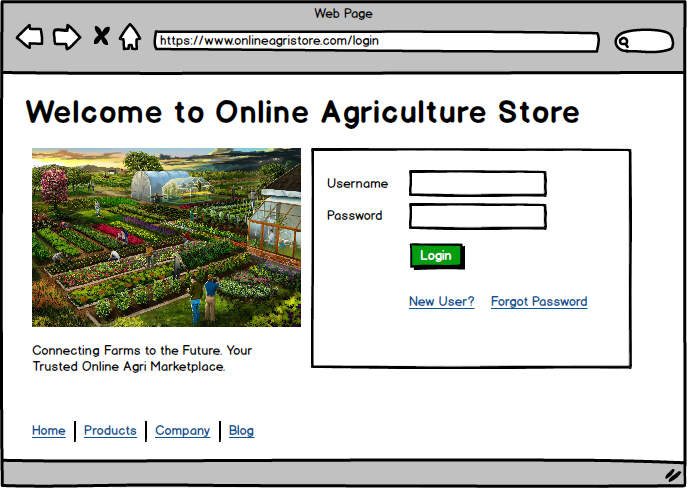 Web Page
https://www.onlineagristore.com/login
Welcome to Online Agriculture Store
Username
Password
Login
New User? Forgot Password
Connecting Farms to the Future. Your
Trusted Online Agri Marketplace.
Home Products Company Blog